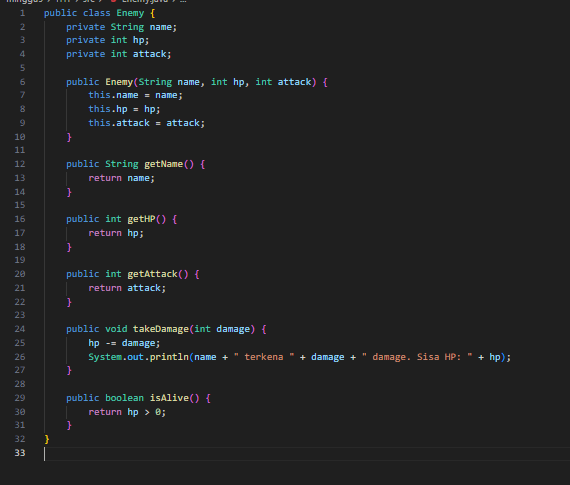 1 public class Enemy {
2 private String name;
3 private int hp;
4 private int attack;
5
6 public Enemy(String name, int hp, int attack) {
7 this.name = name;
8 this.hp = hp;
9 this.attack = attack;
10 }
11
12 public String getName() {
13 return name;
14 }
15
16 public int getHP() {
17 return hp;
18 }
19
20 public int getAttack() {
21 return attack;
22 }
23
24 public void takeDamage(int damage) {
25 hp -= damage;
26 System.out.println(name + " terkena " + damage + " damage. Sisa HP: " + hp);
27 }
28
29 public boolean isAlive() {
30 return hp > 0;
31 }
32 }
33